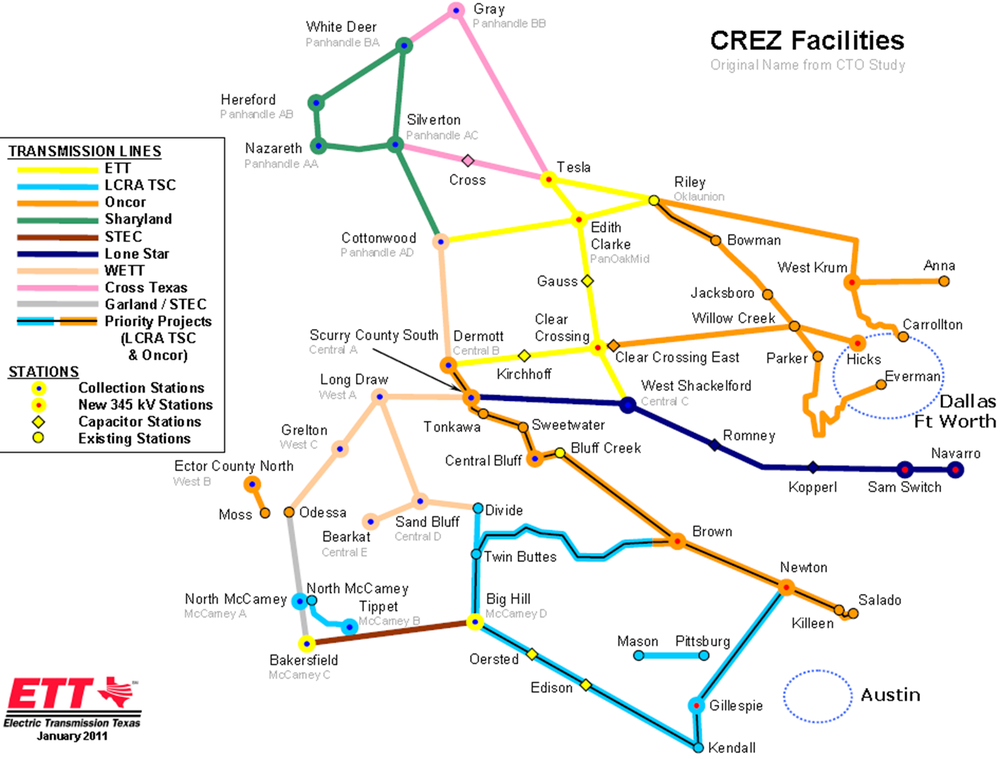 CREZ Facilities
Original Name from CTO Study
Gray
Panhandle BB
White Deer
Panhandle BA
Hereford
Panhandle AB
Silverton
Panhandle AC
Nazareth
Panhandle AA
Cross
Tesla
Riley
Oklaunion
Cottonwood
Panhandle AD
Edith
Clarke
PanOakMid
Bowman
West Krum
Anna
Gauss
Jacksboro
Willow Creek
Carrollton
Clear
Crossing
Scurry County South
Central A
Dermott
Central B
Kirchhoff
Clear Crossing East
Parker
Hicks
Everman
Dallas
Ft Worth
Long Draw
West A
West Shackelford
Central C
Tonkawa
Sweetwater
Romney
Grelton
West C
Central Bluff
Bluff Creek
Navarro
Kopperl
Sam Switch
Ector County North
West B
Moss
Odessa
Sand Bluff
Central D
Divide
Bearkat
Central E
Twin Buttes
Brown
Newton
North McCamey
McCamey A
North McCamey
Tippet
McCamey B
Big Hill
McCamey D
Salado
Killeen
Bakersfield
McCamey C
Oersted
Mason
Pittsburg
Edison
Gillespie
Austin
Kendall
TRANSMISSION LINES
ETT
LCRA TSC
Oncor
Sharyland
STEC
Lone Star
WETT
Cross Texas
Garland / STEC
Priority Projects
(LCRA TSC
& Oncor)
STATIONS
Collection Stations
New 345 kV Stations
Capacitor Stations
Existing Stations
ETT
Electric Transmission Texas
January 2011